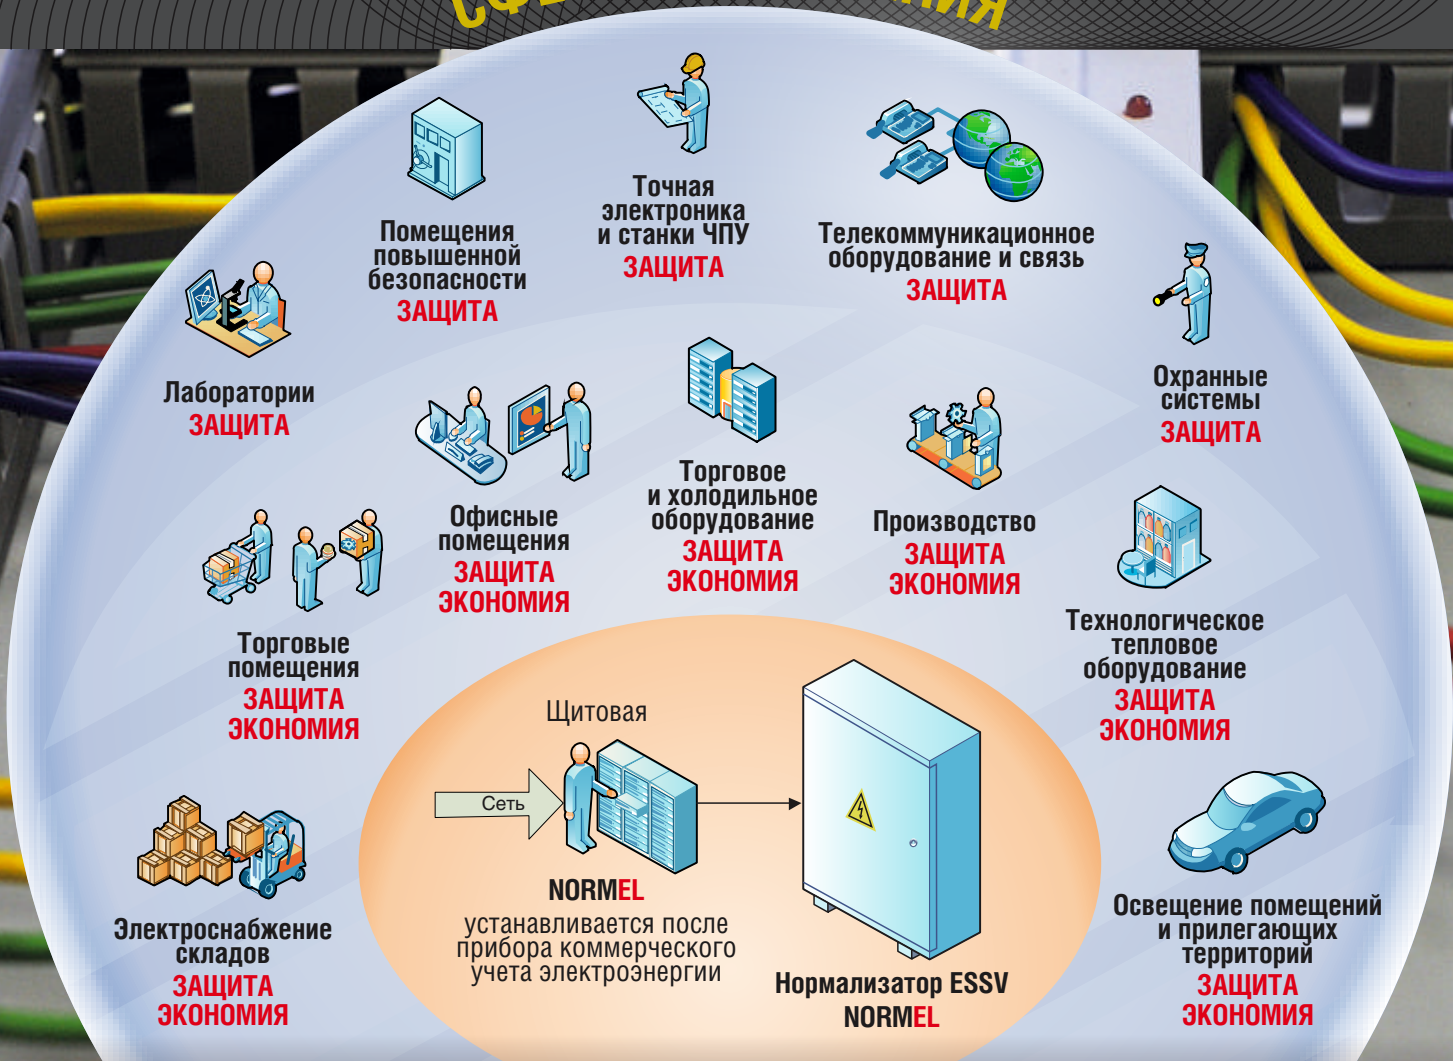 Точная
электроника
и станки ЧПУ
ЗАЩИТА
Помещения
повышенной
безопасности
ЗАЩИТА
Телекоммуникационное
оборудование и связь
ЗАЩИТА
Лаборатории
ЗАЩИТА
Охранные
системы
ЗАЩИТА
Офисные
помещения
ЗАЩИТА
ЭКОНОМИЯ
Торговое
и холодильное
оборудование
ЗАЩИТА
ЭКОНОМИЯ
Производство
ЗАЩИТА
ЭКОНОМИЯ
Торговые
помещения
ЗАЩИТА
ЭКОНОМИЯ
Технологическое
тепловое
оборудование
ЗАЩИТА
ЭКОНОМИЯ
Щитовая
Сеть
NORMEL
устанавливается после
прибора коммерческого
учета электроэнергии
Нормализатор ESSV
NORMEL
Электроснабжение
складов
ЗАЩИТА
ЭКОНОМИЯ
Освещение помещений
и прилегающих
территорий
ЗАЩИТА
ЭКОНОМИЯ